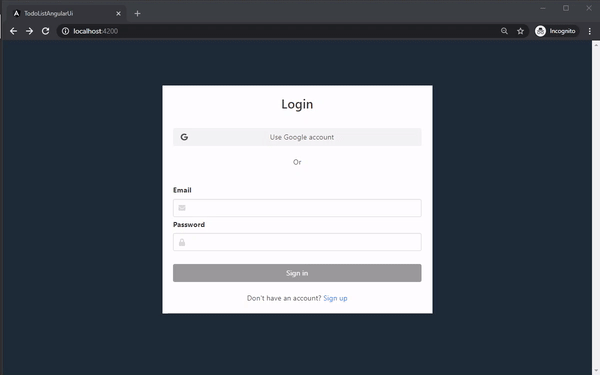 TodoListAngularUi
localhost:4200
Incognito
Login
Use Google account
Or
Email
Password
Sign in
Don't have an account? Sign up